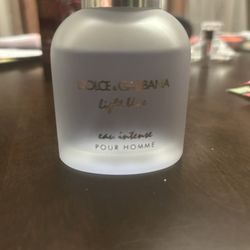 DOLCE & GABBANA
light blue
eau intense
POUR HOMME